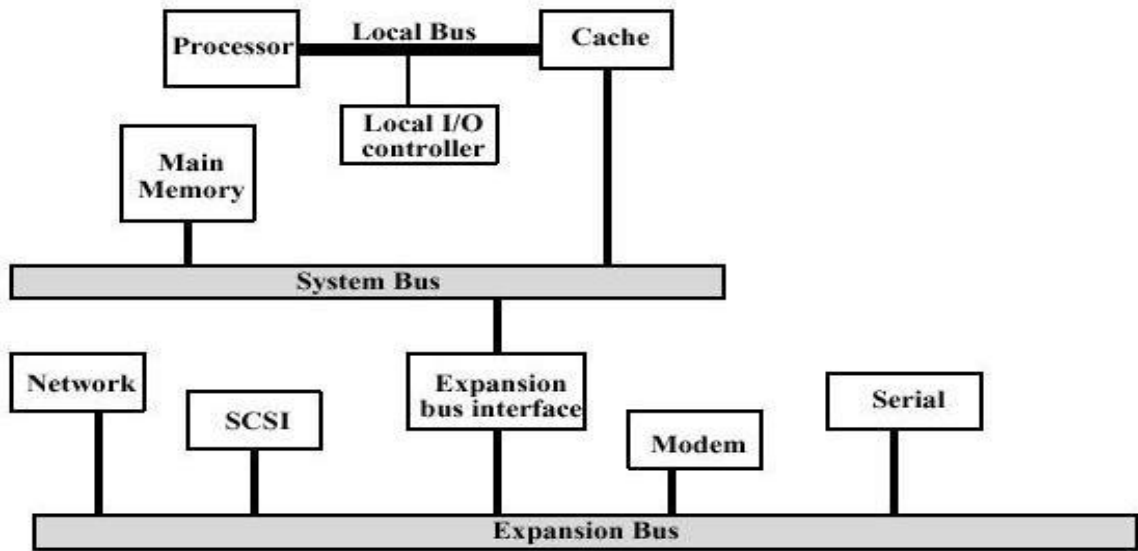 Processor
Local Bus
Cache
Local I/O
controller
Main
Memory
System Bus
Network
SCSI
Expansion
bus interface
Modem
Serial
Expansion Bus